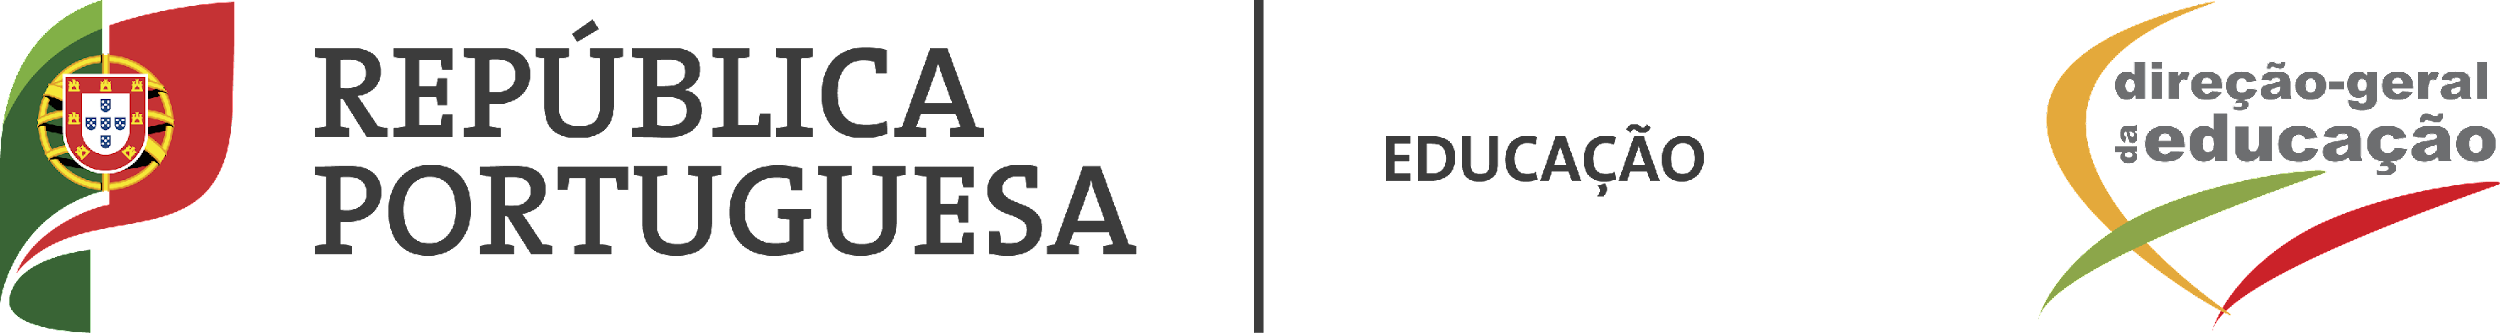 REPÚBLICA
PORTUGUESA
EDUCAÇÃO
direção-geral
da educação